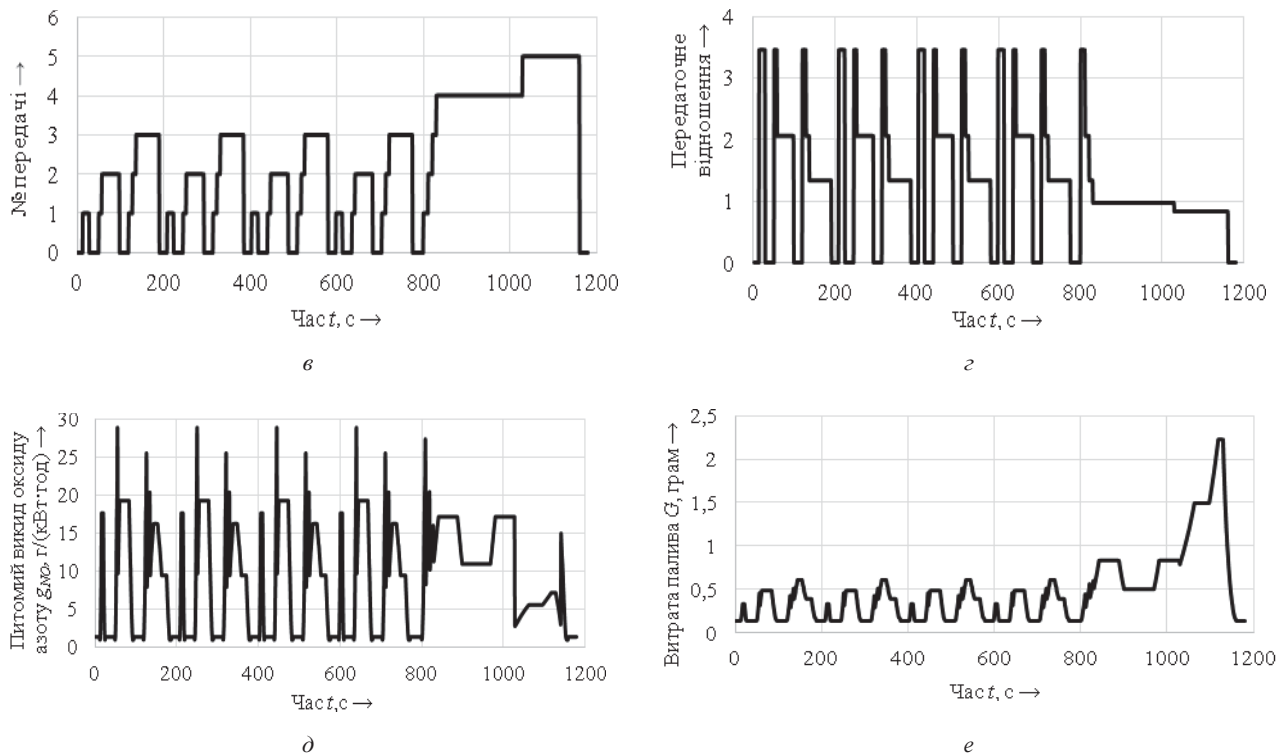 6
5
4
3
2
1
0
№передачі →
0 200 400 600 800 1000 1200
Час t, с →
в
4
3
2
1
0
Передаточне
відношення →
0 200 400 600 800 1000 1200
Час t, с →
г
30
25
20
15
10
5
0
Питомий викид оксиду
азоту gNO, г/(кВт·год) →
0 200 400 600 800 1000 1200
Час t,с →
д
2,5
2
1,5
1
0,5
0
Витрата палива G, грам →
0 200 400 600 800 1000 1200
Час t, с →
е